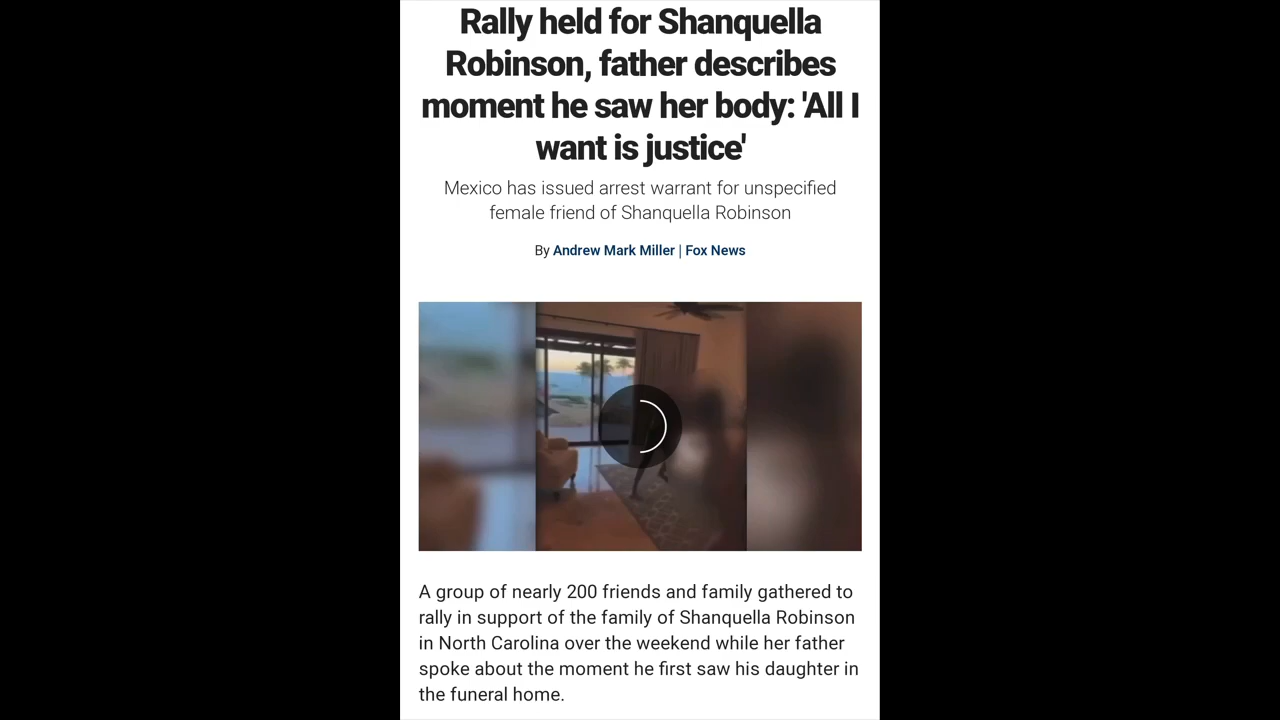 Rally held for Shanquella
Robinson, father describes
moment he saw her body: 'All I
want is justice'
Mexico has issued arrest warrant for unspecified
female friend of Shanquella Robinson
By Andrew Mark Miller | Fox News
A group of nearly 200 friends and family gathered to
rally in support of the family of Shanquella Robinson
in North Carolina over the weekend while her father
spoke about the moment he first saw his daughter in
the funeral home.